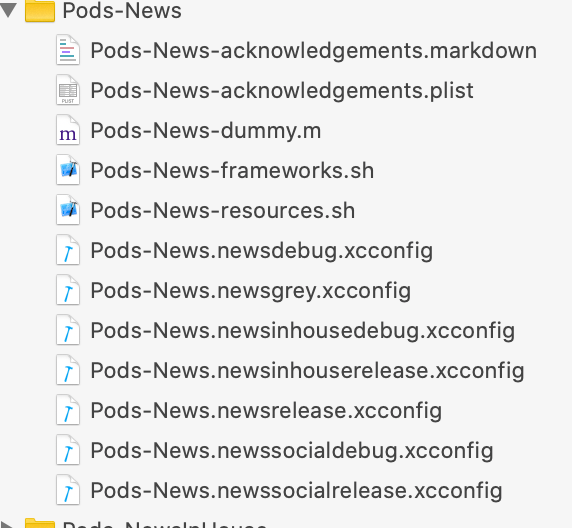 Pods-News
Pods-News-acknowledgements.markdown
Pods-News-acknowledgements.plist
Pods-News-dummy.m
Pods-News-frameworks.sh
Pods-News-resources.sh
Pods-News.newsdebug.xcconfig
Pods-News.newsgrey.xcconfig
Pods-News.newsinhousedebug.xcconfig
Pods-News.newsinhouserelease.xcconfig
Pods-News.newsrelease.xcconfig
Pods-News.newssocialdebug.xcconfig
Pods-News.newssocialrelease.xcconfig
Pods-NewsInHouse